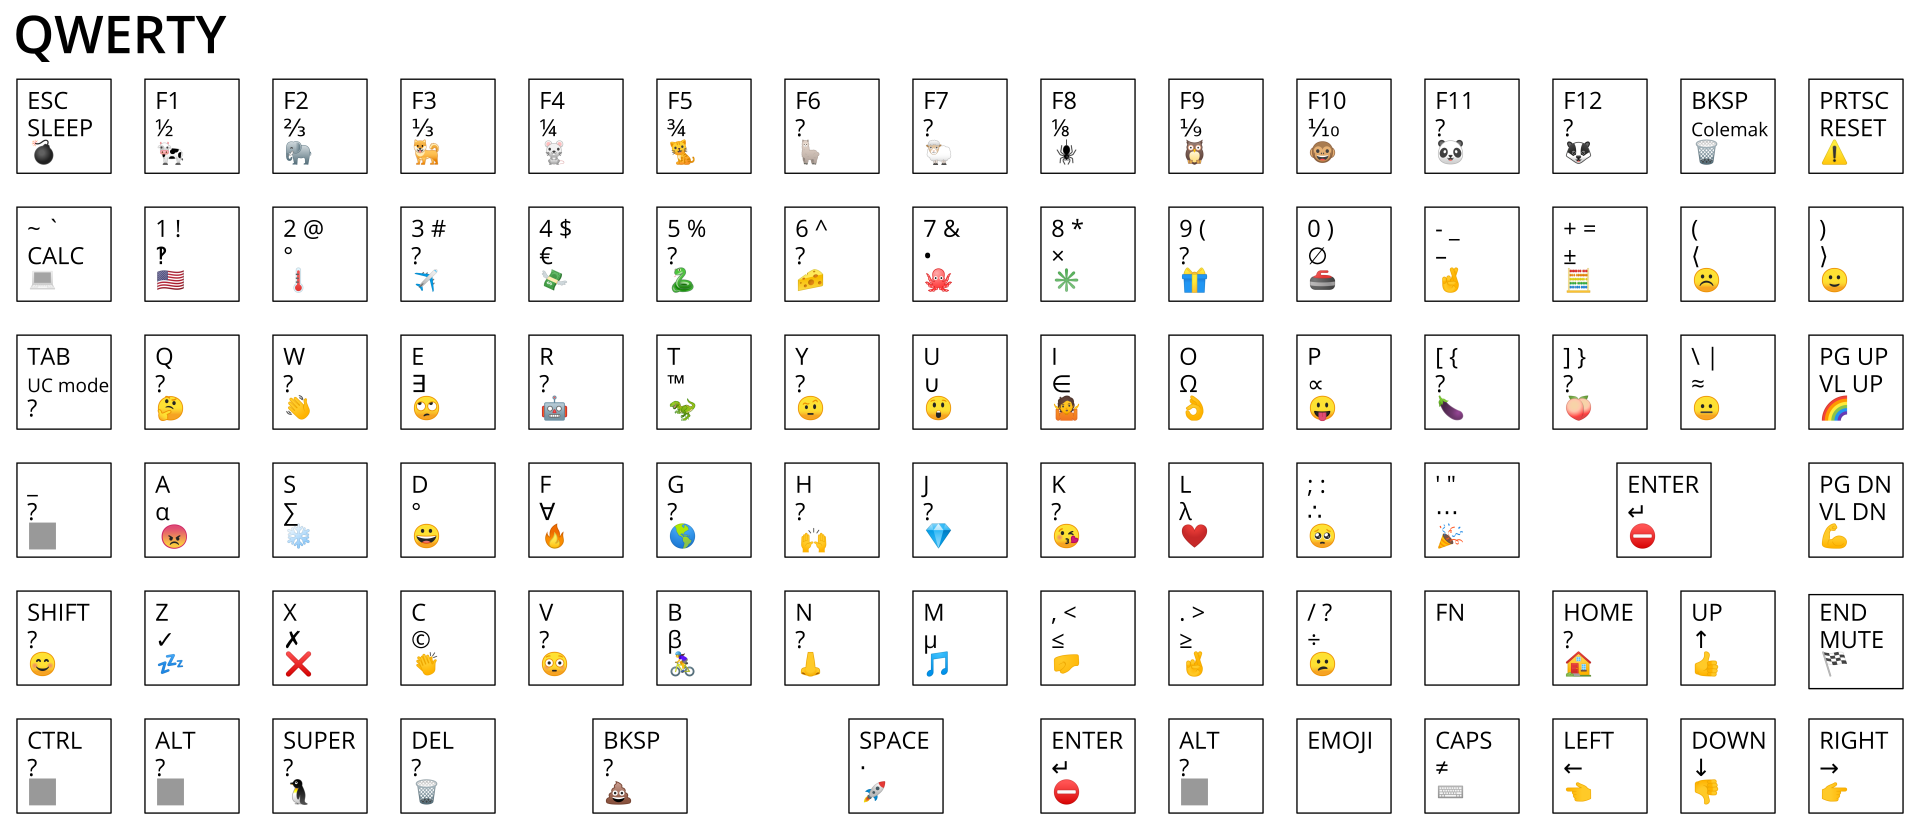 QWERTY
ESC F1 F2 F3 F4 F5 F6 F7 F8 F9 F10 F11 F12 BKSP PRTSC
SLEEP ½ ⅔ ⅓ ¼ ¾ ? ? ⅛ ⅑ ⅒ ? ? Colemak RESET
💣 🐄 🐘 🐕 🐁 🐆 🦙 🐑 🕷 🦉 🐵 🐼 🦡 🗑 ⚠
~ ` 1 ! 2 @ 3 # 4 $ 5 % 6 ^ 7 & 8 * 9 ( 0 ) - _ + = ( )
CALC ‽ ° ? € ? ? • × ? ∅ – ± ⟨ ⟩
💻 🇺🇸 🌡 ✈ 💸 🐍 🧀 🐙 ✳ 🎁 🥌 🤞 🧮 🙁 🙂
TAB Q W E R T Y U I O P [ { ] } \ | PG UP
UC mode ? ? ∃ ? ™ ? ∪ ∈ Ω ∝ ? ? ≈ VL UP
? 🤔 👋 🙄 🤖 🦖 🤨 😲 🤷 👌 😛 🍆 🍑 😐 🌈
_ A S D F G H J K L ; : ' " ENTER PG DN
? α ∑ ° ∀ ? ? ? ? λ ∴ ⋯ ↵ VL DN
😡 ❄ 😀 🔥 🌎 🙌 💎 😘 ❤ 🥺 🎉 ⛔ 💪
SHIFT Z X C V B N M , < . > / ? FN HOME UP END
? ✓ ✗ © ? β ? µ ≤ ≥ ÷ ? ↑ MUTE
😊 💤 ❌ 👏 😳 🚴 👃 🎵 🤛 🤞 😕 🏠 👍 🏁
CTRL ALT SUPER DEL BKSP SPACE ENTER ALT EMOJI CAPS LEFT DOWN RIGHT
? ? ? ? ? · ↵ ? ≠ ← ↓ →
🐧 🗑 💩 🚀 ⛔ ⌨ 👈 👎 👉